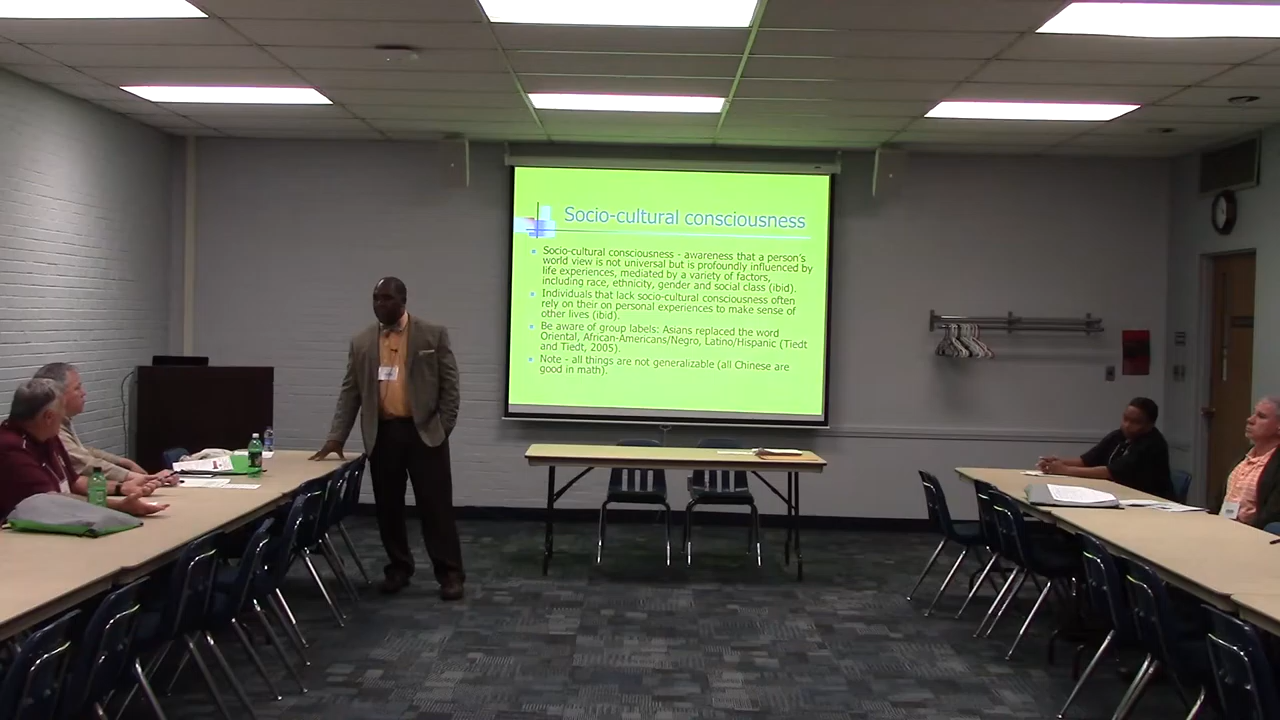 Socio-cultural consciousness
Socio-cultural consciousness - awareness that a person's
world view is not universal but is profoundly influenced by
life experiences, mediated by a variety of factors,
including race, ethnicity, gender and social class (ibid).
Individuals that lack socio-cultural consciousness often
rely on their on personal experiences to make sense of
other lives (ibid).
Be aware of group labels: Asians replaced the word
Oriental, African-Americans/Negro, Latino/Hispanic (Tiedt
and Tiedt, 2005).
Note - all things are not generalizable (all Chinese are
good in math).